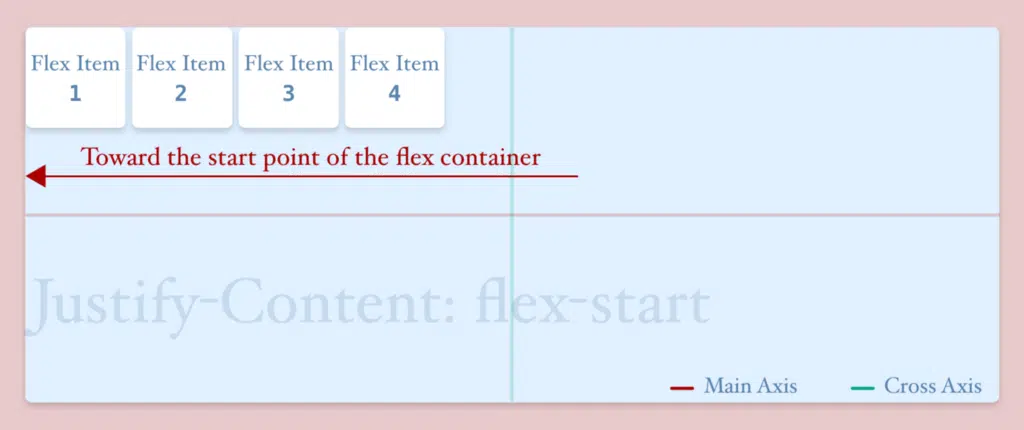 Flex Item
1
Flex Item
2
Flex Item
3
Flex Item
4
Toward the start point of the flex container
Justify-Content: flex-start
Main Axis
Cross Axis